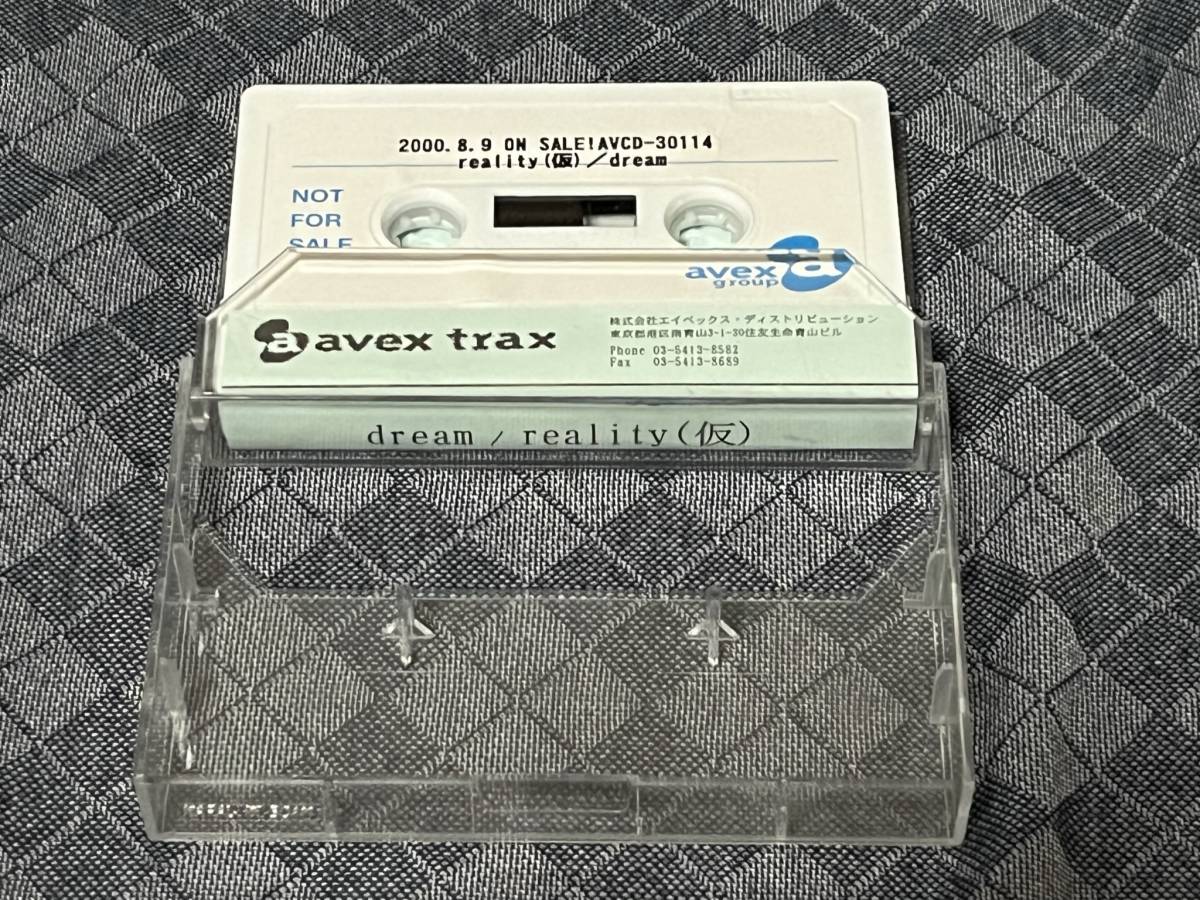 2000.8.9 ON SALE!AVCD-30114
reality(仮)／dream
NOT
FOR
SALE
avex
group
a avex trax
株式会社エイベックス・ディストリビューション
東京都港区南青山3-1-30住友生命青山ビル
Phone 03-5413-8582
Fax 03-5413-8689
dream / reality(仮)